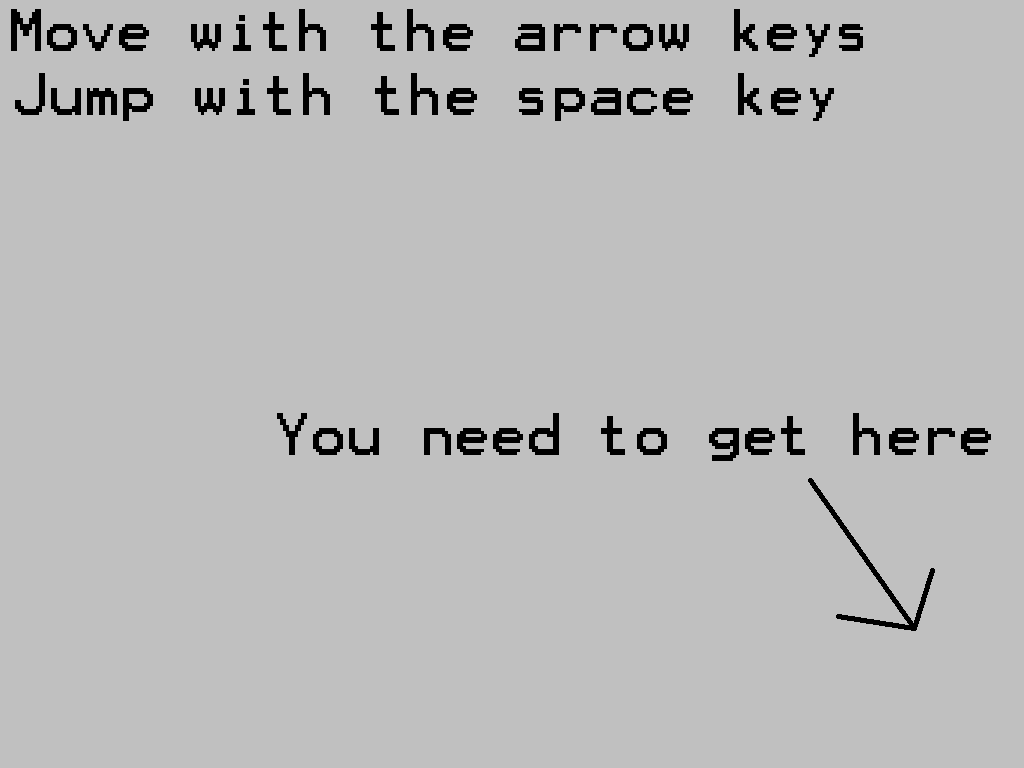 Move with the arrow keys
Jump with the space key
You need to get here